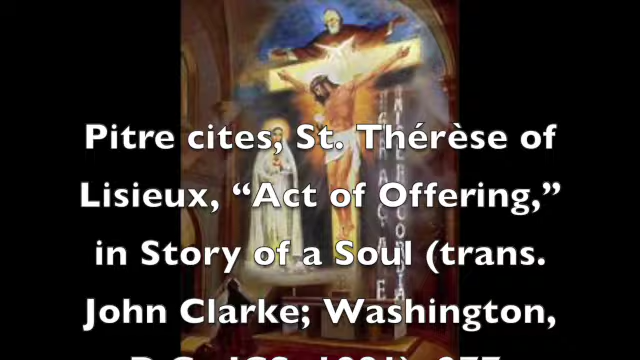 Pitre cites, St. Thérèse of
Lisieux, “Act of Offering,”
in Story of a Soul (trans.
John Clarke; Washington,